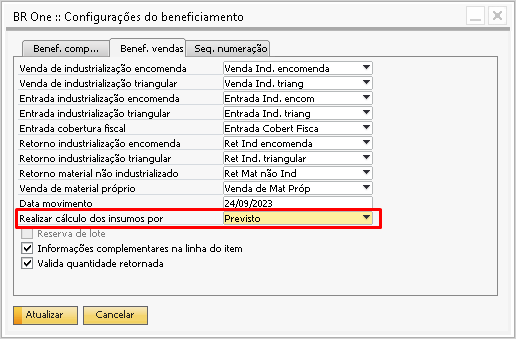 BR One :: Configurações do beneficiamento
Benef. comp... Benef. vendas Seq. numeração
Venda de industrialização encomenda Venda Ind. encomenda
Venda de industrialização triangular Venda Ind. triang
Entrada industrialização encomenda Entrada Ind. encom
Entrada industrialização triangular Entrada Ind. triang
Entrada cobertura fiscal Entrada Cobert Fisca
Retorno industrialização encomenda Ret Ind encomenda
Retorno industrialização triangular Ret Ind. triangular
Retorno material não industrializado Ret Mat não Ind
Venda de material próprio Venda de Mat Próp
Data movimento 24/09/2023
Realizar cálculo dos insumos por Previsto
Reserva de lote
Informações complementares na linha do item
Valida quantidade retornada
Atualizar Cancelar